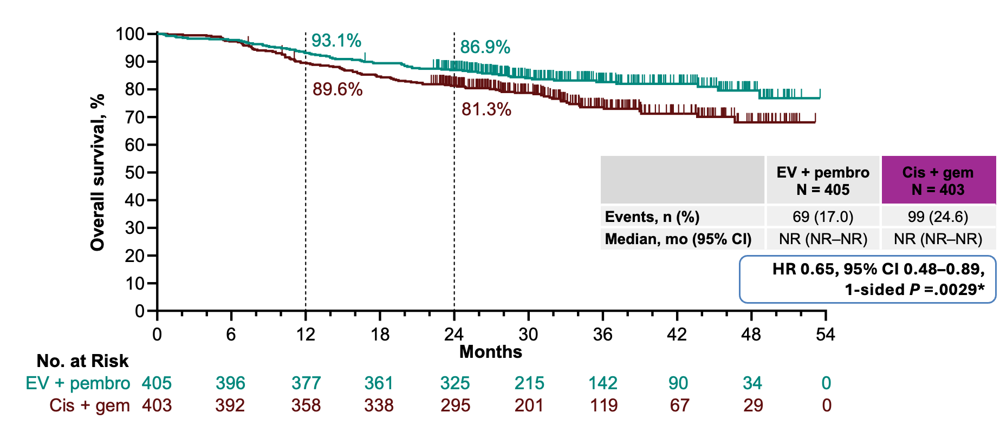 100
90
80
70
60
50
40
30
20
10
0
Overall survival, %
93.1%
86.9%
89.6%
81.3%
EV + pembro
N = 405
Cis + gem
N = 403
Events, n (%) 69 (17.0) 99 (24.6)
Median, mo (95% CI) NR (NR–NR) NR (NR–NR)
HR 0.65, 95% CI 0.48–0.89,
1-sided P =.0029*
0 6 12 18 24 30 36 42 48 54
Months
No. at Risk
EV + pembro 405 396 377 361 325 215 142 90 34 0
Cis + gem 403 392 358 338 295 201 119 67 29 0